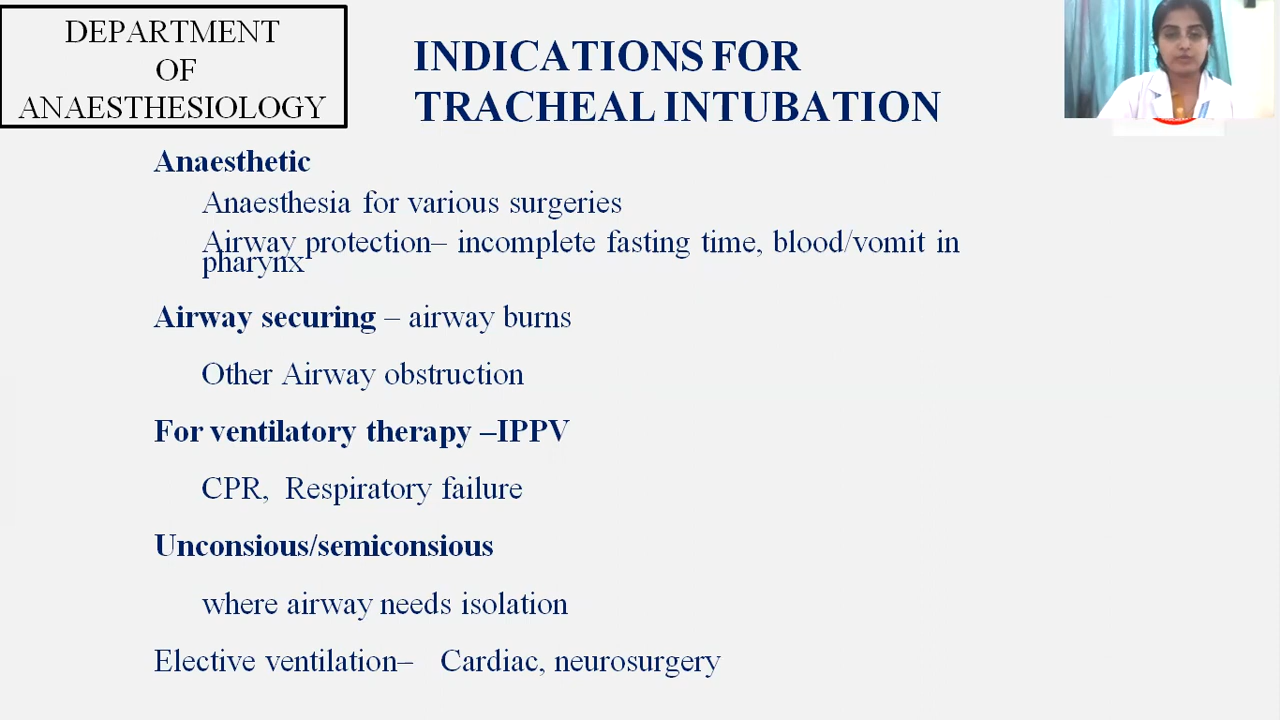 DEPARTMENT
OF
ANAESTHESIOLOGY
INDICATIONS FOR
TRACHEAL INTUBATION
Anaesthetic
Anaesthesia for various surgeries
Airway protection– incomplete fasting time, blood/vomit in
pharynx
Airway securing – airway burns
Other Airway obstruction
For ventilatory therapy –IPPV
CPR, Respiratory failure
Unconsious/semiconsious
where airway needs isolation
Elective ventilation– Cardiac, neurosurgery